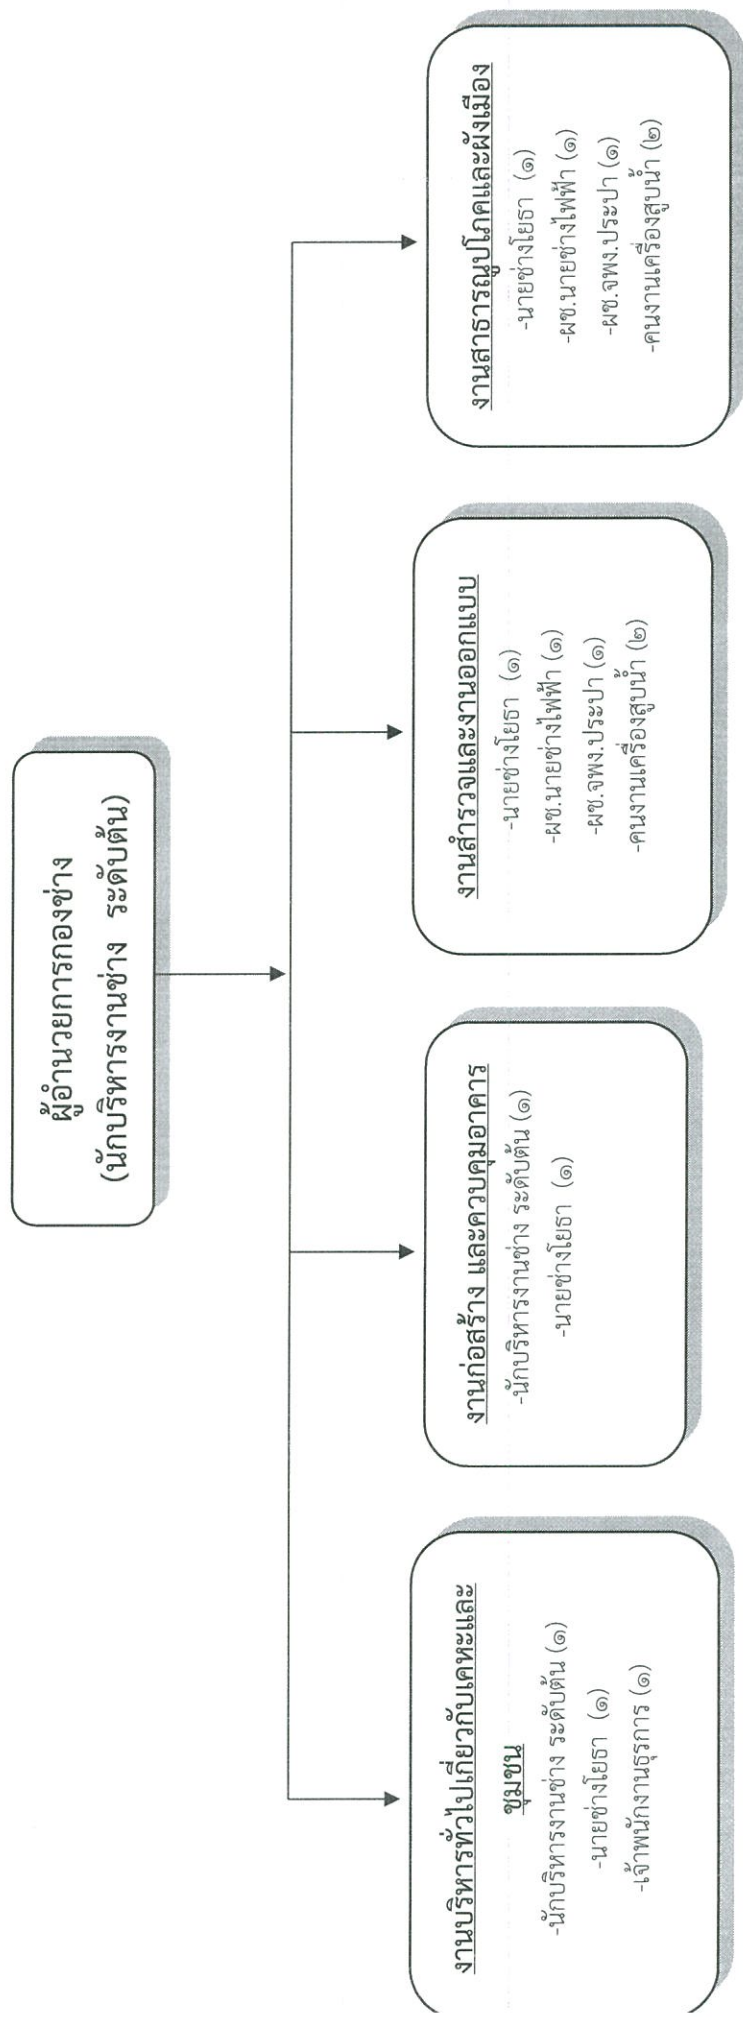 ผู้อำนวยการกองช่าง
(นักบริหารงานช่าง ระดับต้น)
งานบริหารทั่วไปเกี่ยวกับเคหะและ
ชุมชน
-นักบริหารงานช่าง ระดับต้น (๑)
-นายช่างโยธา (๑)
-เจ้าพนักงานธุรการ (๑)
งานก่อสร้าง และควบคุมอาคาร
-นักบริหารงานช่าง ระดับต้น (๑)
-นายช่างโยธา (๑)
งานสำรวจและงานออกแบบ
-นายช่างโยธา (๑)
-ผช.นายช่างไฟฟ้า (๑)
-ผช.จพง.ประปา (๑)
-คนงานเครื่องสูบน้ำ (๒)
งานสาธารณูปโภคและผังเมือง
-นายช่างโยธา (๑)
-ผช.นายช่างไฟฟ้า (๑)
-ผช.จพง.ประปา (๑)
-คนงานเครื่องสูบน้ำ (๒)